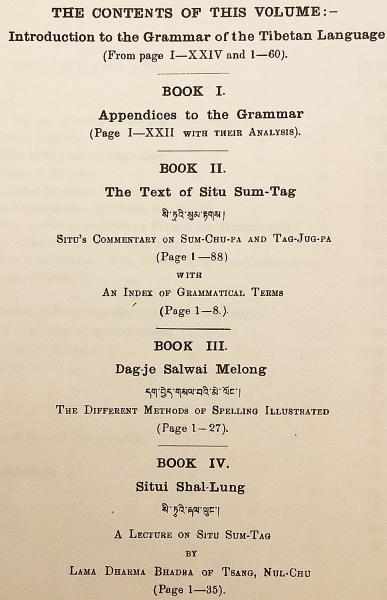 THE CONTENTS OF THIS VOLUME:—
Introduction to the Grammar of the Tibetan Language
(From page I—XXIV and 1—60).
BOOK I.
Appendices to the Grammar
(Page I—XXII WITH THEIR ANALYSIS).
BOOK II.
The Text of Situ Sum-Tag
སི་ཏུའི་སུམ་རྟགས།
SITU'S COMMENTARY ON SUM-CHU-PA AND TAG-JUG-PA
(Page 1—88)
WITH
AN INDEX OF GRAMMATICAL TERMS
(Page 1—8.).
BOOK III.
Dag-je Salwai Melong
དག་བྱེད་གསལ་བའི་མེ་ལོང་།
THE DIFFERENT METHODS OF SPELLING ILLUSTRATED
(Page 1—27).
BOOK IV.
Situi Shal-Lung
སི་ཏུའི་ཞལ་ལུང་།
A LECTURE ON SITU SUM-TAG
BY
LAMA DHARMA BHADRA OF TSANG, NUL-CHU
(Page 1—35).